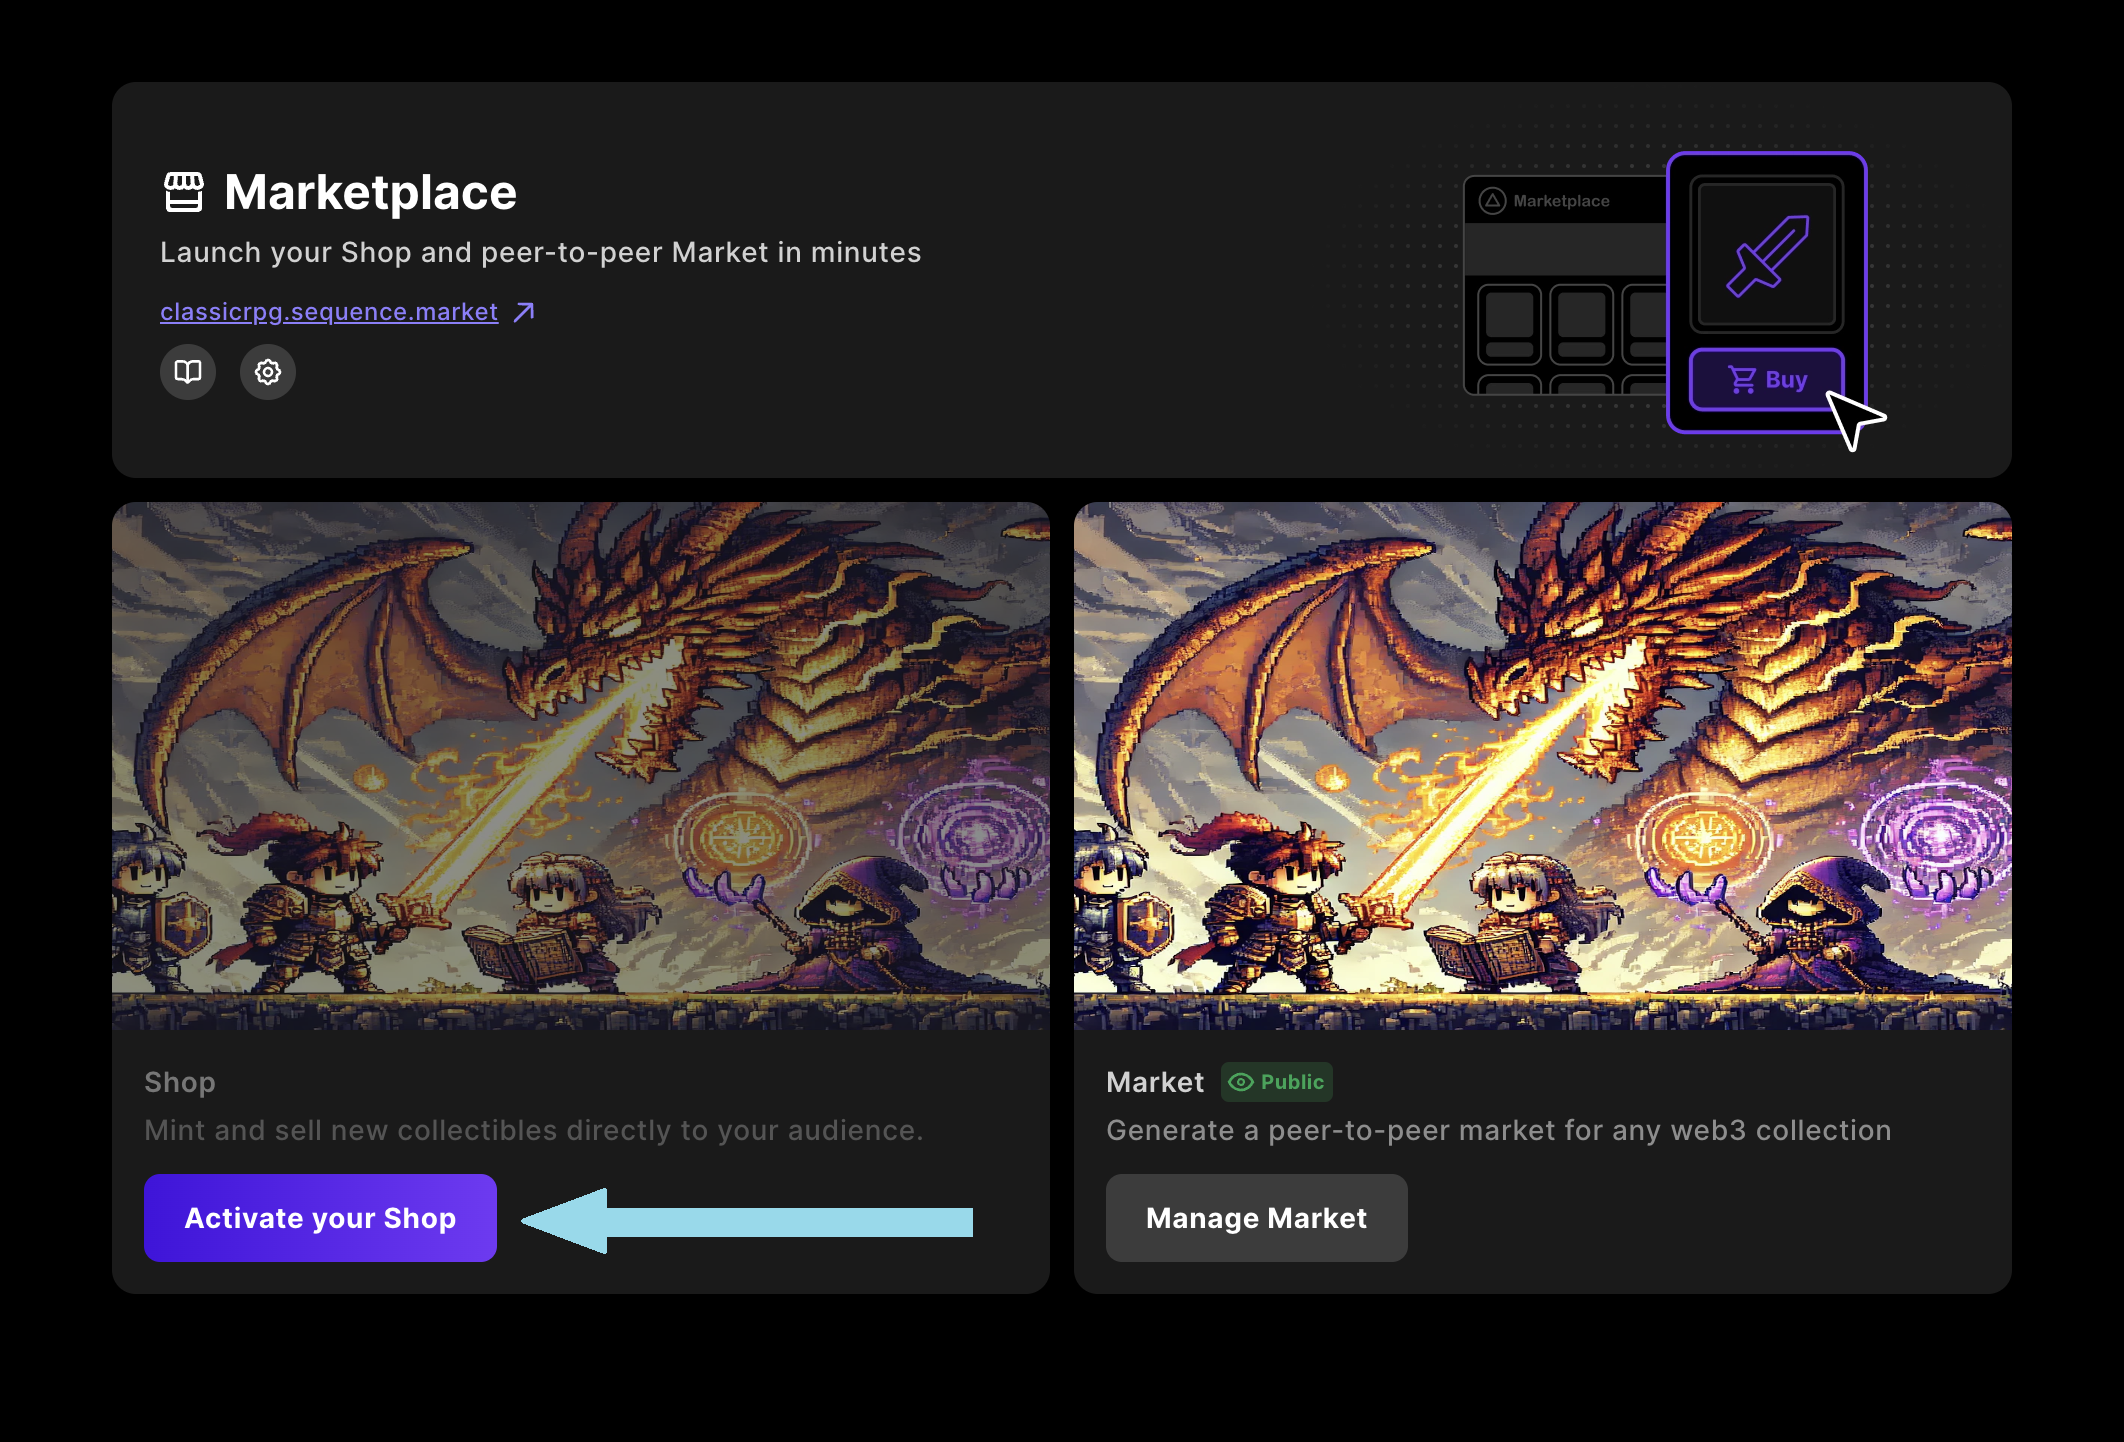 Marketplace
Launch your Shop and peer-to-peer Market in minutes
classicrpg.sequence.market
Marketplace
Buy
Shop
Mint and sell new collectibles directly to your audience.
Activate your Shop
Market
Public
Generate a peer-to-peer market for any web3 collection
Manage Market